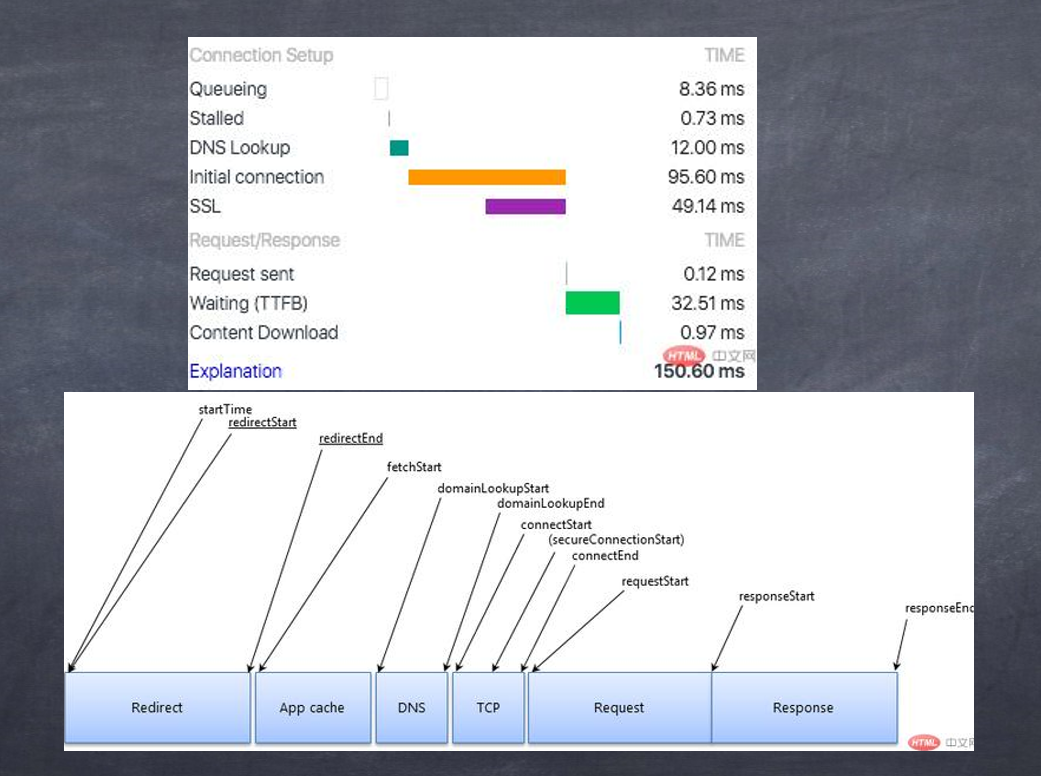 Connection Setup TIME
Queueing 8.36 ms
Stalled 0.73 ms
DNS Lookup 12.00 ms
Initial connection 95.60 ms
SSL 49.14 ms
Request/Response TIME
Request sent 0.12 ms
Waiting (TTFB) 32.51 ms
Content Download 0.97 ms
HTML 中文网
Explanation 150.60 ms
startTime
redirectStart
redirectEnd
fetchStart
domainLookupStart
domainLookupEnd
connectStart
(secureConnectionStart)
connectEnd
requestStart
responseStart
responseEnd
Redirect App cache DNS TCP Request Response
HTML 中文